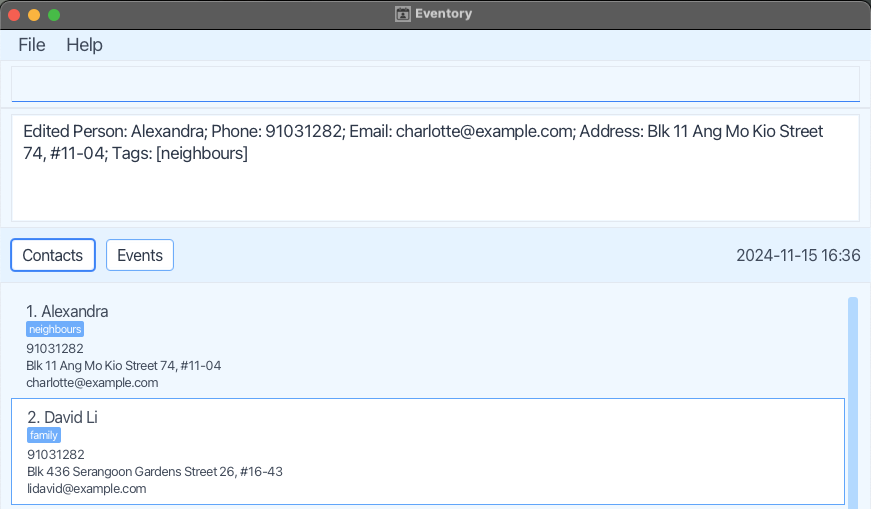 Eventory
File Help
Edited Person: Alexandra; Phone: 91031282; Email: charlotte@example.com; Address: Blk 11 Ang Mo Kio Street
74, #11-04; Tags: [neighbours]
Contacts Events 2024-11-15 16:36
1. Alexandra
neighbours
91031282
Blk 11 Ang Mo Kio Street 74, #11-04
charlotte@example.com
2. David Li
family
91031282
Blk 436 Serangoon Gardens Street 26, #16-43
lidavid@example.com